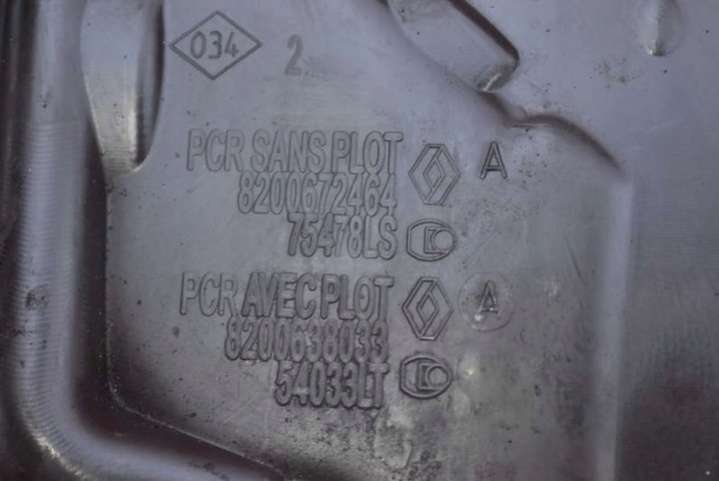 034 2
PCR SANS PLOT A
8200672464
75478LS
PCR AVEC PLOT A
8200638033
54033LT